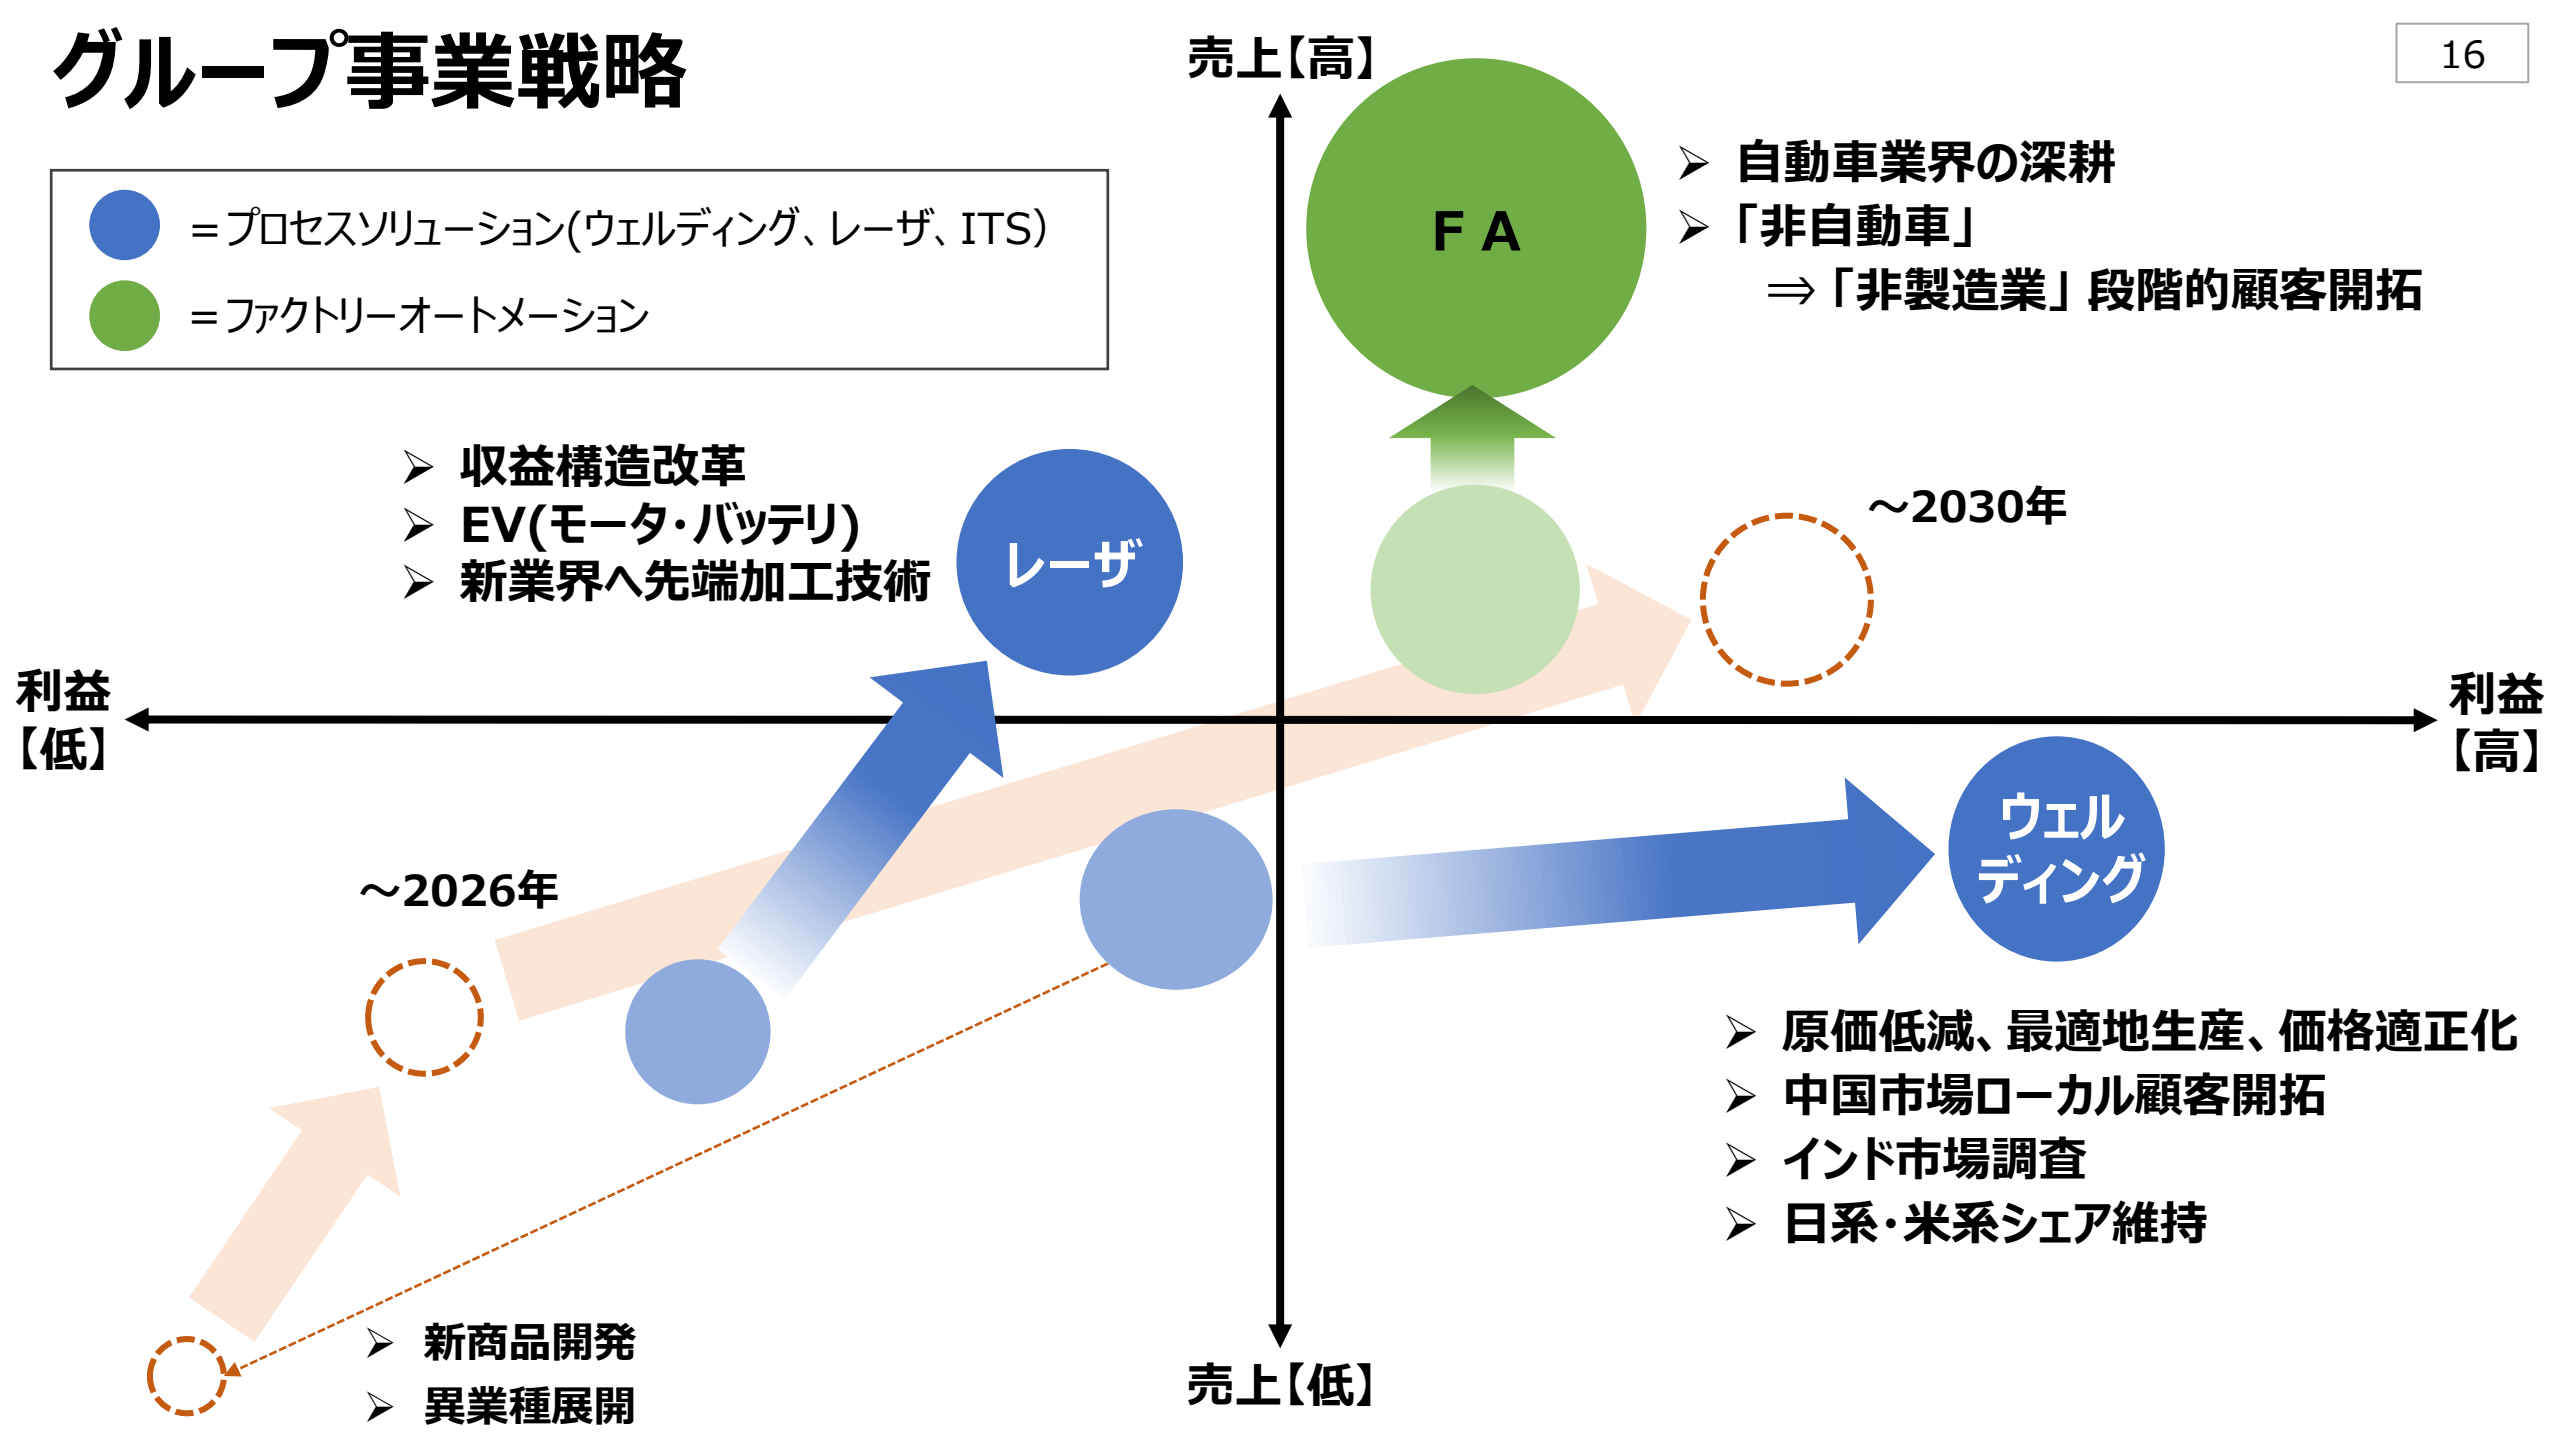 グループ事業戦略
16
=プロセスソリューション(ウェルディング、レーザ、ITS)
=ファクトリーオートメーション
売上【高】
FA
➢ 自動車業界の深耕
➢ 「非自動車」
⇒「非製造業」段階的顧客開拓
➢ 収益構造改革
➢ EV(モータ・バッテリ)
➢ 新業界へ先端加工技術
レーザ
～2030年
利益
【低】
利益
【高】
～2026年
ウェル
ディング
➢ 原価低減、最適地生産、価格適正化
➢ 中国市場ローカル顧客開拓
➢ インド市場調査
➢ 日系・米系シェア維持
➢ 新商品開発
➢ 異業種展開
売上【低】